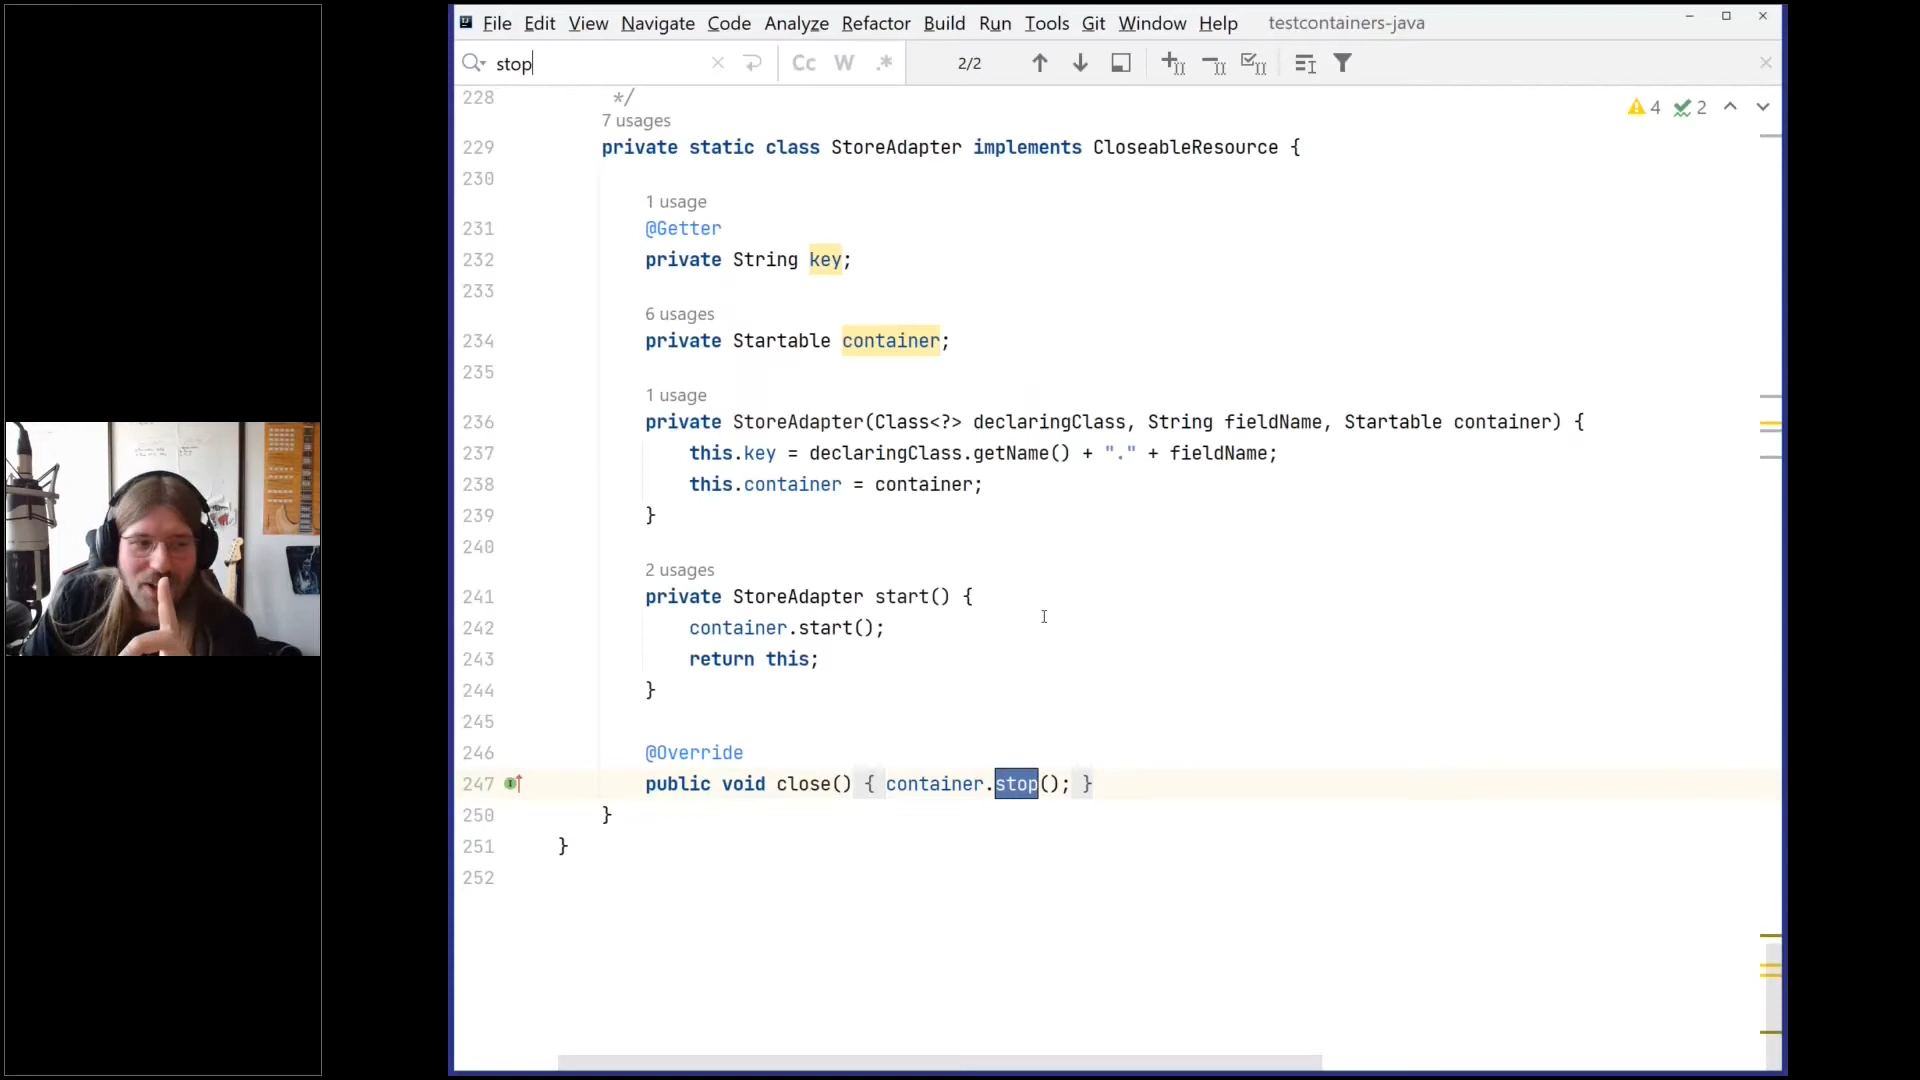 File Edit View Navigate Code Analyze Refactor Build Run Tools Git Window Help testcontainers-java
stop Cc W .* 2/2
228 */
7 usages
4 2
229 private static class StoreAdapter implements CloseableResource {
230
1 usage
231 @Getter
232 private String key;
233
6 usages
234 private Startable container;
235
1 usage
236 private StoreAdapter(Class<?> declaringClass, String fieldName, Startable container) {
237 this.key = declaringClass.getName() + "." + fieldName;
238 this.container = container;
239 }
240
2 usages
241 private StoreAdapter start() {
242 container.start();
243 return this;
244 }
245
246 @Override
247 public void close() { container.stop(); }
250 }
251 }
252